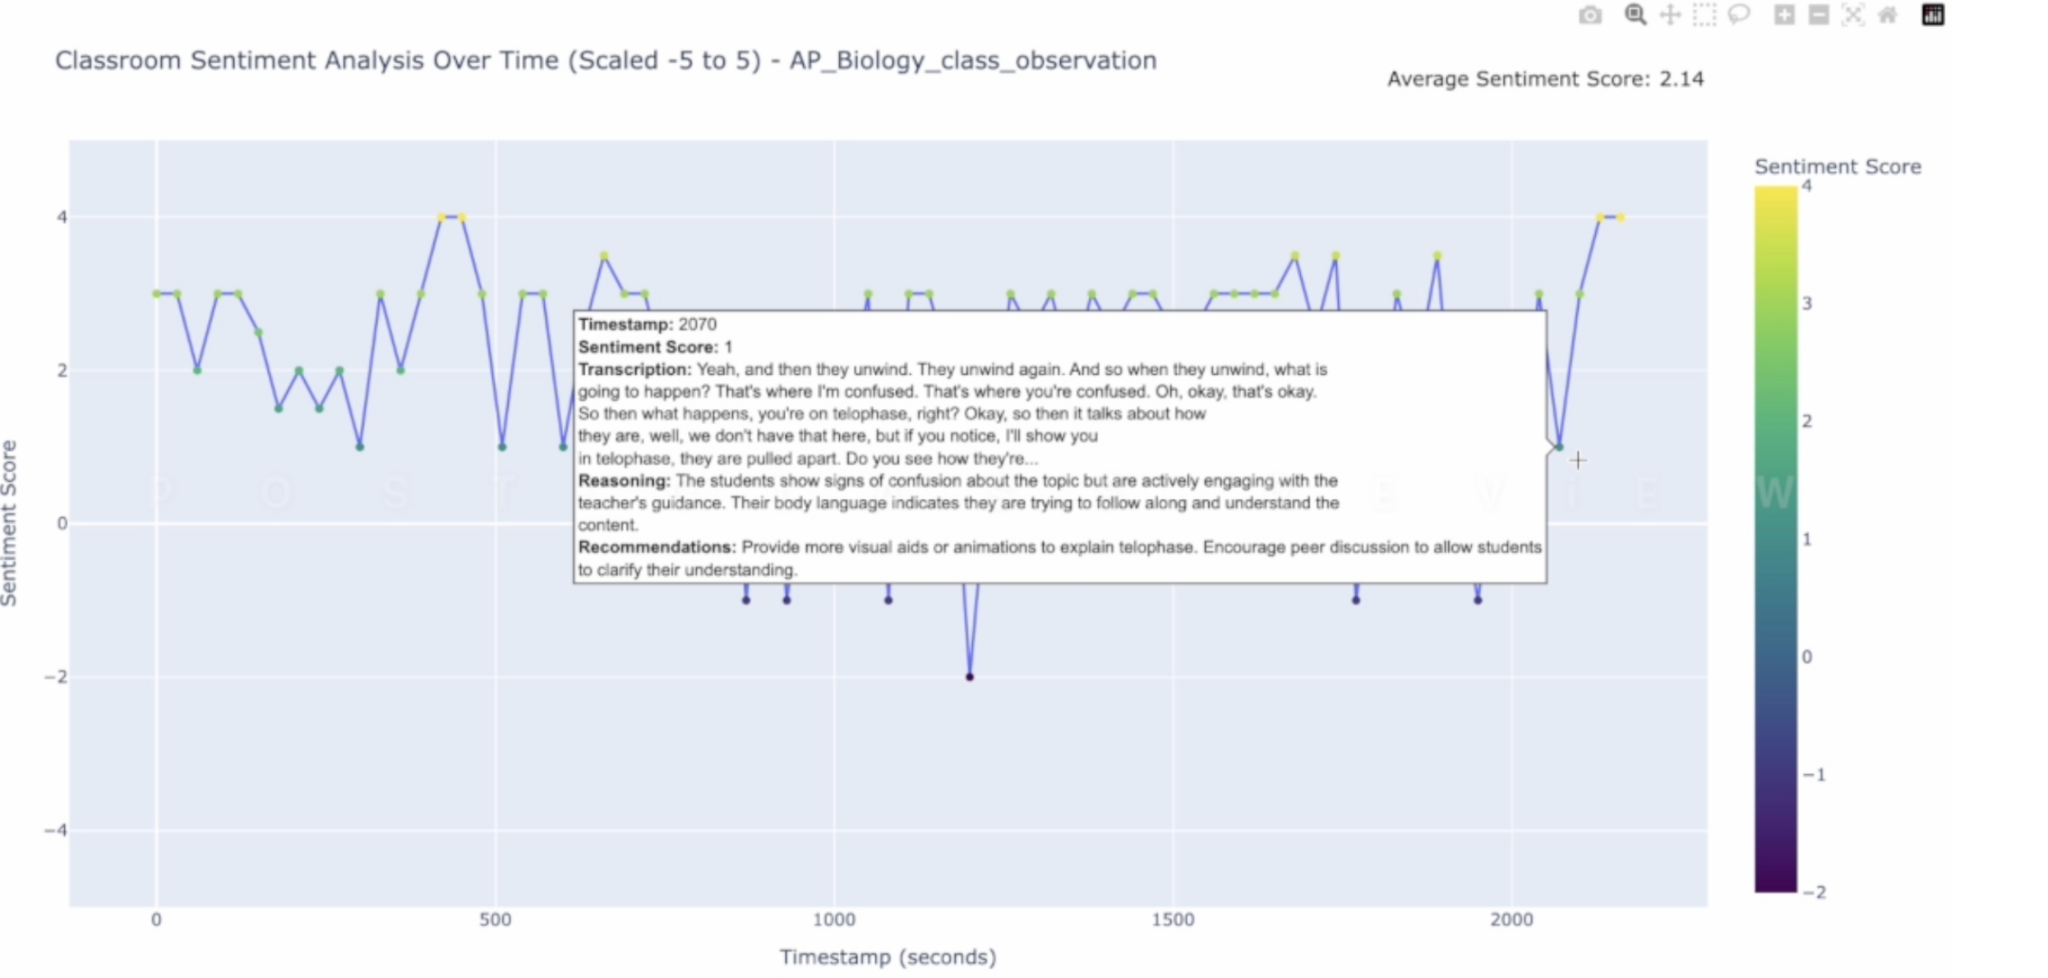 Classroom Sentiment Analysis Over Time (Scaled -5 to 5) - AP_Biology_class_observation
Average Sentiment Score: 2.14
Sentiment Score
4
3
2
1
0
−1
−2
Sentiment Score
4
2
0
−2
−4
Timestamp: 2070
Sentiment Score: 1
Transcription: Yeah, and then they unwind. They unwind again. And so when they unwind, what is
going to happen? That's where I'm confused. That's where you're confused. Oh, okay, that's okay.
So then what happens, you're on telophase, right? Okay, so then it talks about how
they are, well, we don't have that here, but if you notice, I'll show you
in telophase, they are pulled apart. Do you see how they're...
Reasoning: The students show signs of confusion about the topic but are actively engaging with the
teacher's guidance. Their body language indicates they are trying to follow along and understand the
content.
Recommendations: Provide more visual aids or animations to explain telophase. Encourage peer discussion to allow students
to clarify their understanding.
P O S T E V I E W
0 500 1000 1500 2000
Timestamp (seconds)